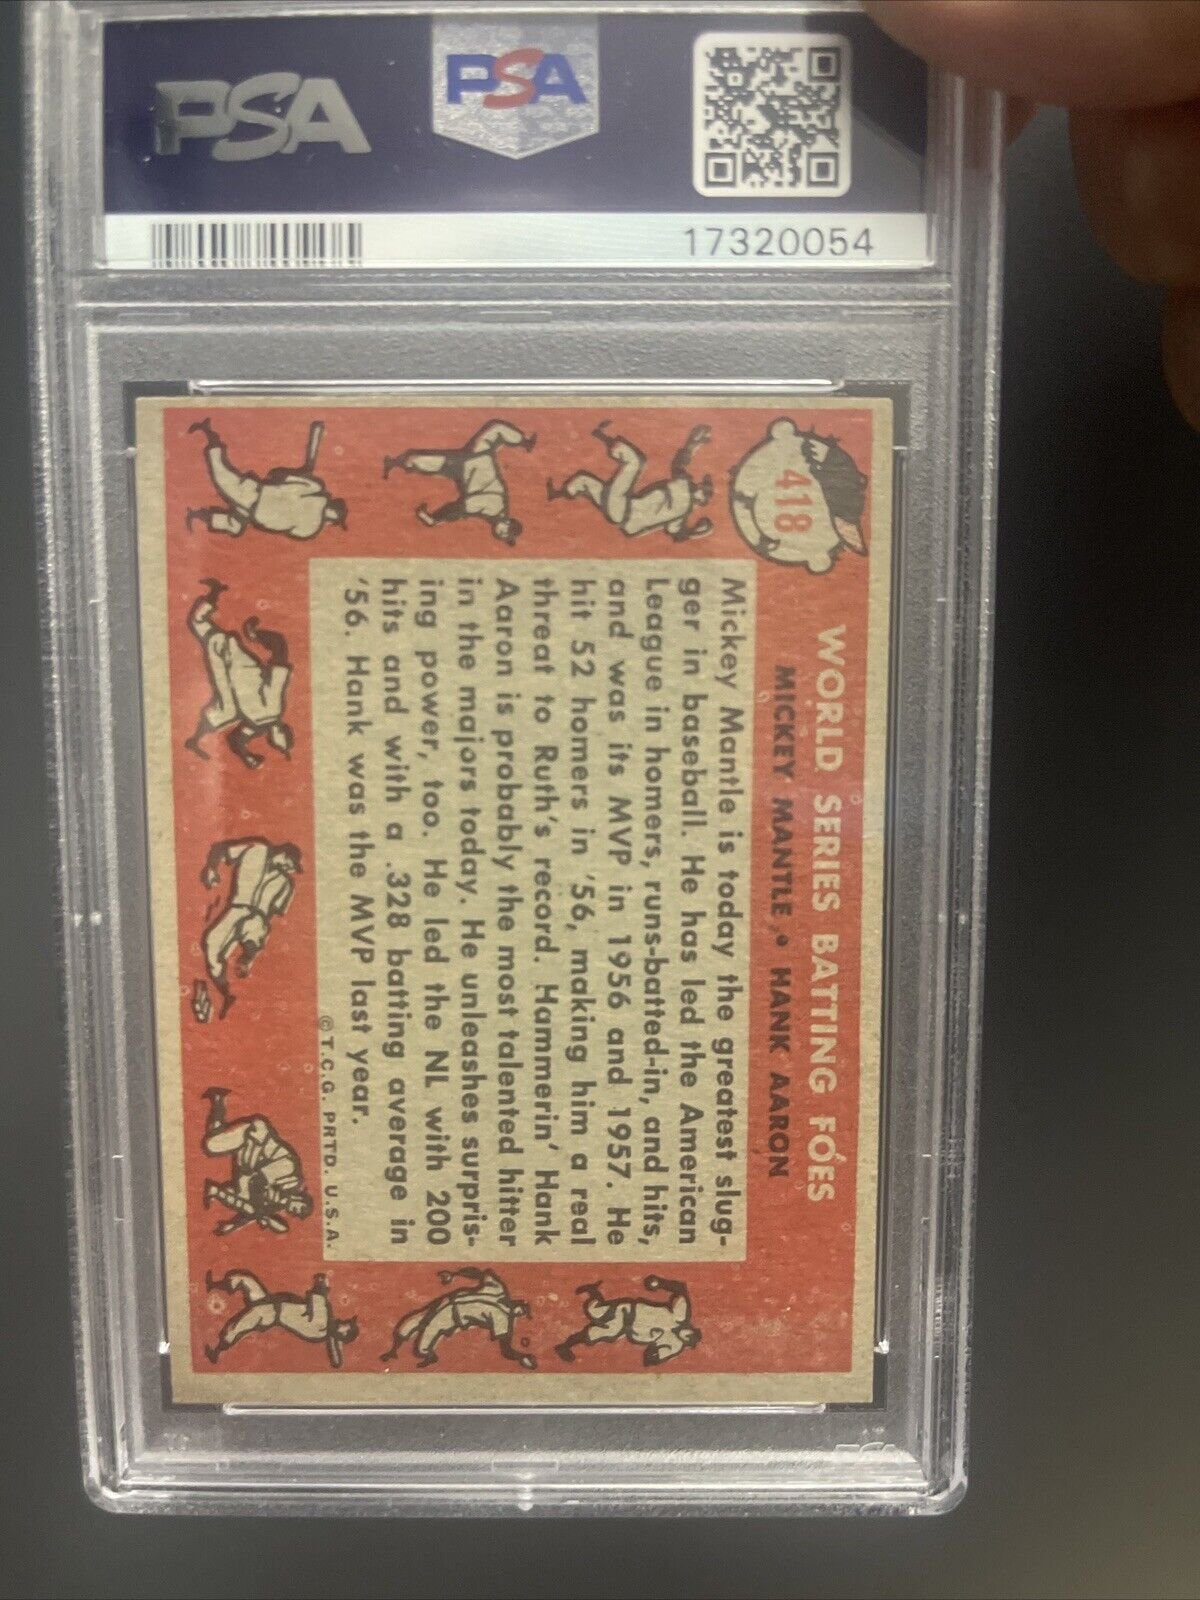 PSA
PSA
17320054
418
WORLD SERIES BATTING FOES
MICKEY MANTLE, • HANK AARON
Mickey Mantle is today the greatest slug-
ger in baseball. He has led the American
League in homers, runs-batted-in, and hits,
and was its MVP in 1956 and 1957. He
hit 52 homers in '56, making him a real
threat to Ruth's record. Hammerin' Hank
Aaron is probably the most talented hitter
in the majors today. He unleashes surpris-
ing power, too. He led the NL with 200
hits and with a .328 batting average in
'56. Hank was the MVP last year.
© T.C.G. PRTD. U.S.A.
PSA